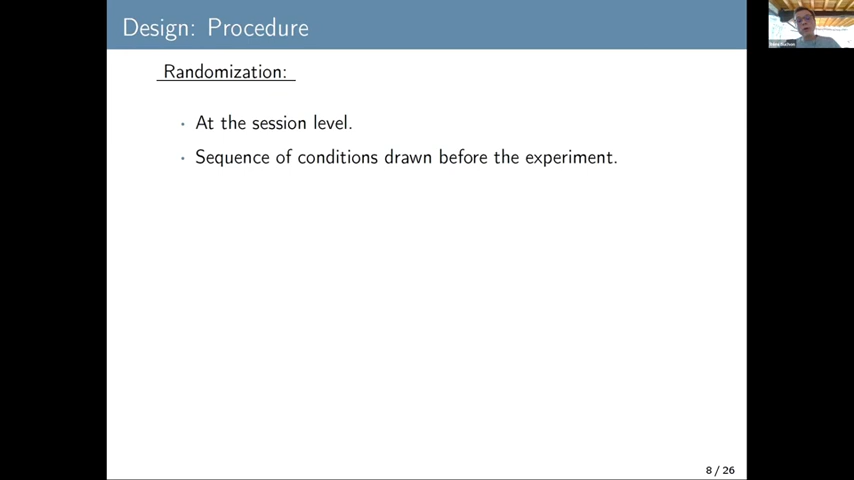 Design: Procedure
Randomization:
· At the session level.
· Sequence of conditions drawn before the experiment.
8 / 26